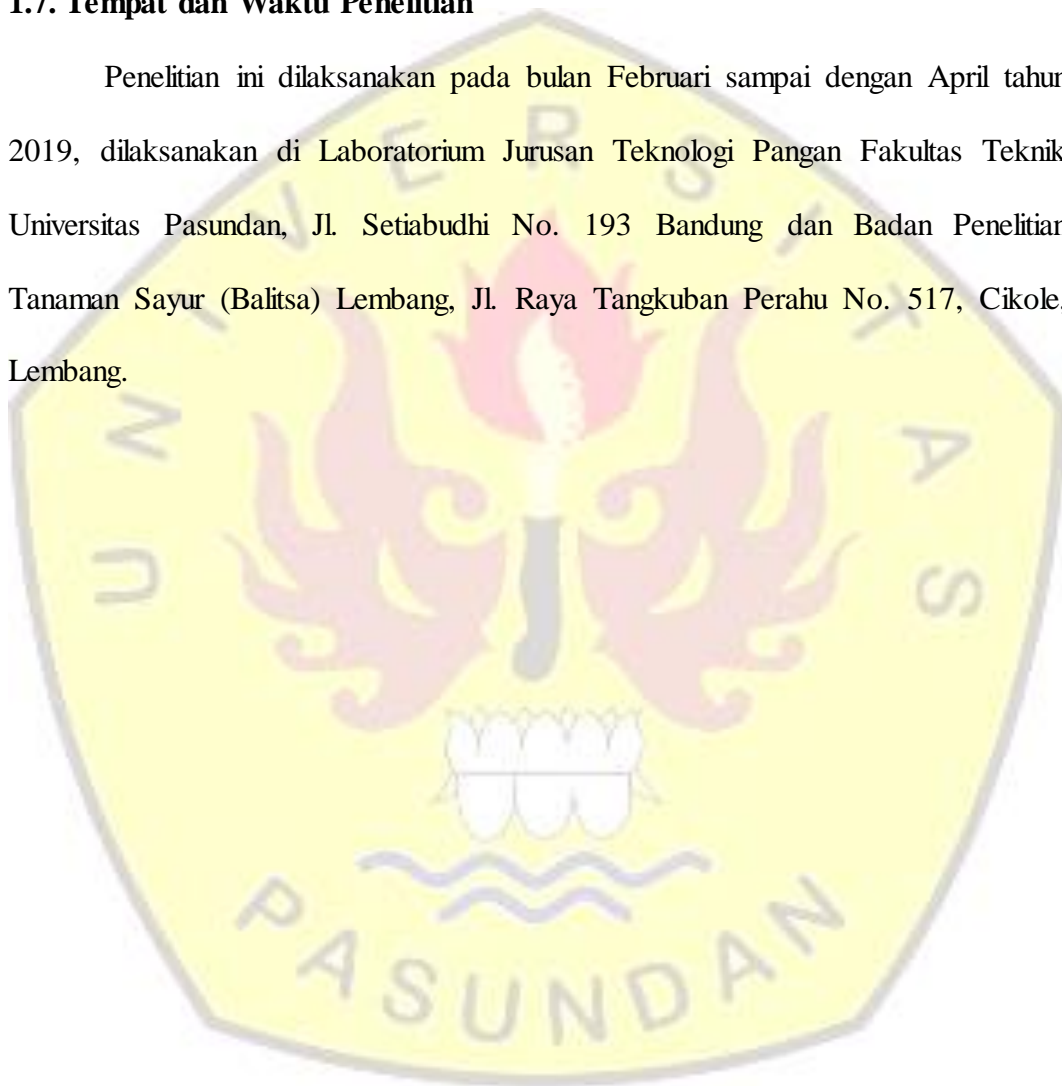 1.7. Tempat dan Waktu Penelitian
Penelitian ini dilaksanakan pada bulan Februari sampai dengan April tahun
2019, dilaksanakan di Laboratorium Jurusan Teknologi Pangan Fakultas Teknik
Universitas Pasundan, Jl. Setiabudhi No. 193 Bandung dan Badan Penelitian
Tanaman Sayur (Balitsa) Lembang, Jl. Raya Tangkuban Perahu No. 517, Cikole,
Lembang.
UNIVERSITAS
PASUNDAN